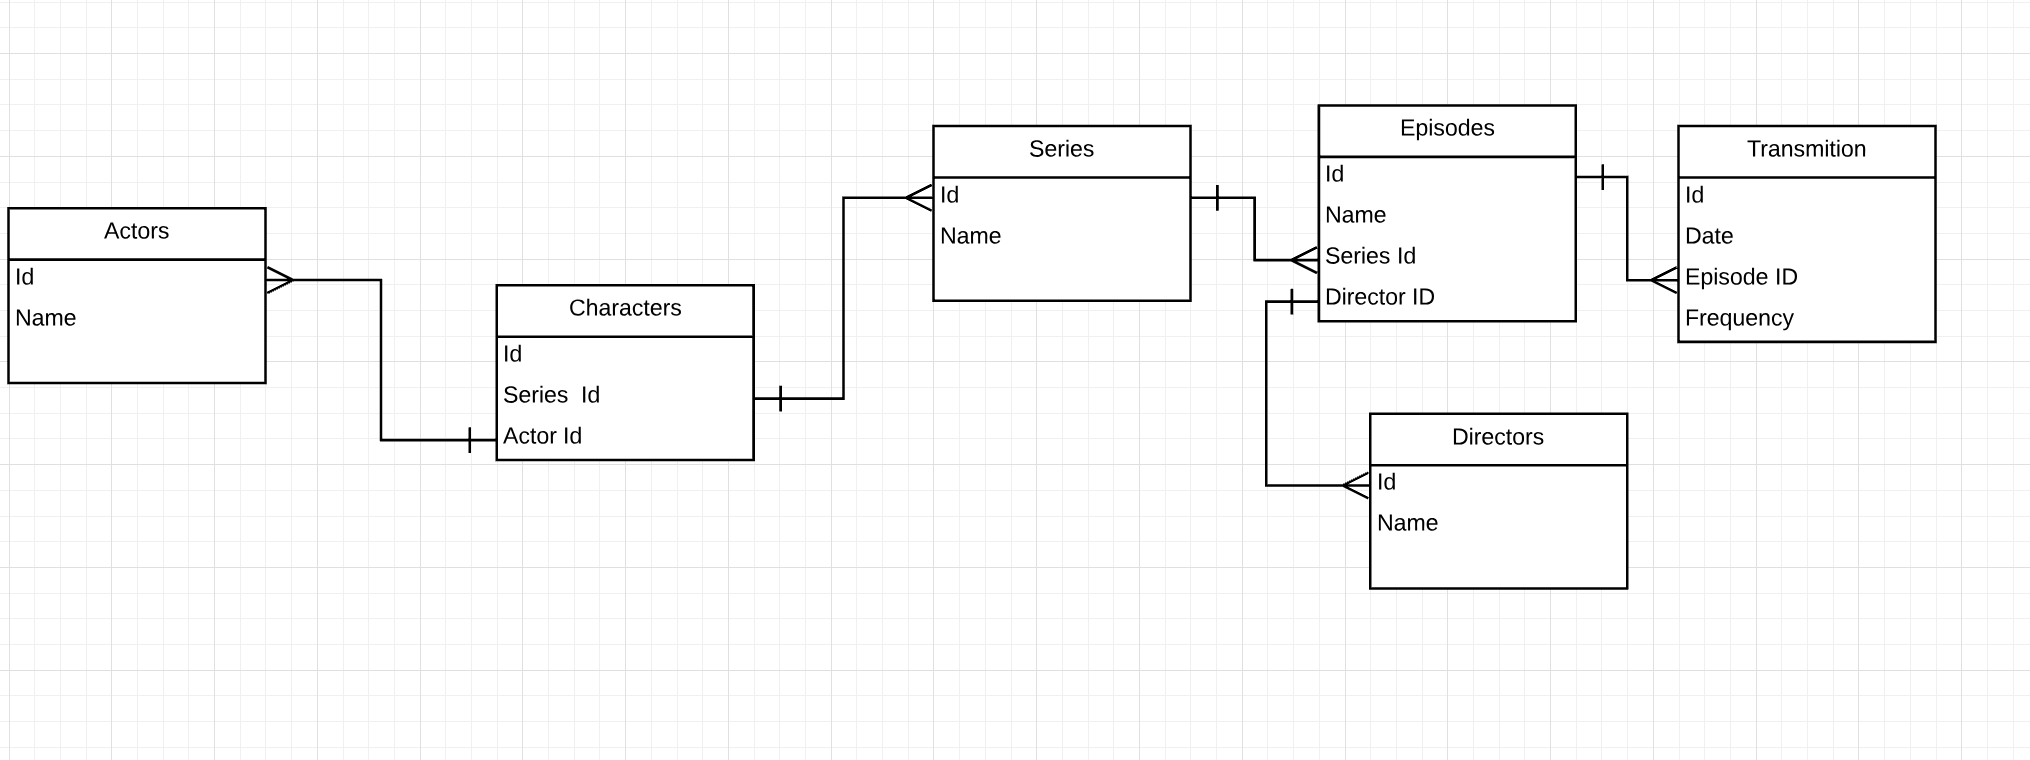 Actors
Id
Name
Characters
Id
Series  Id
Actor Id
Series
Id
Name
Episodes
Id
Name
Series Id
Director ID
Directors
Id
Name
Transmition
Id
Date
Episode ID
Frequency